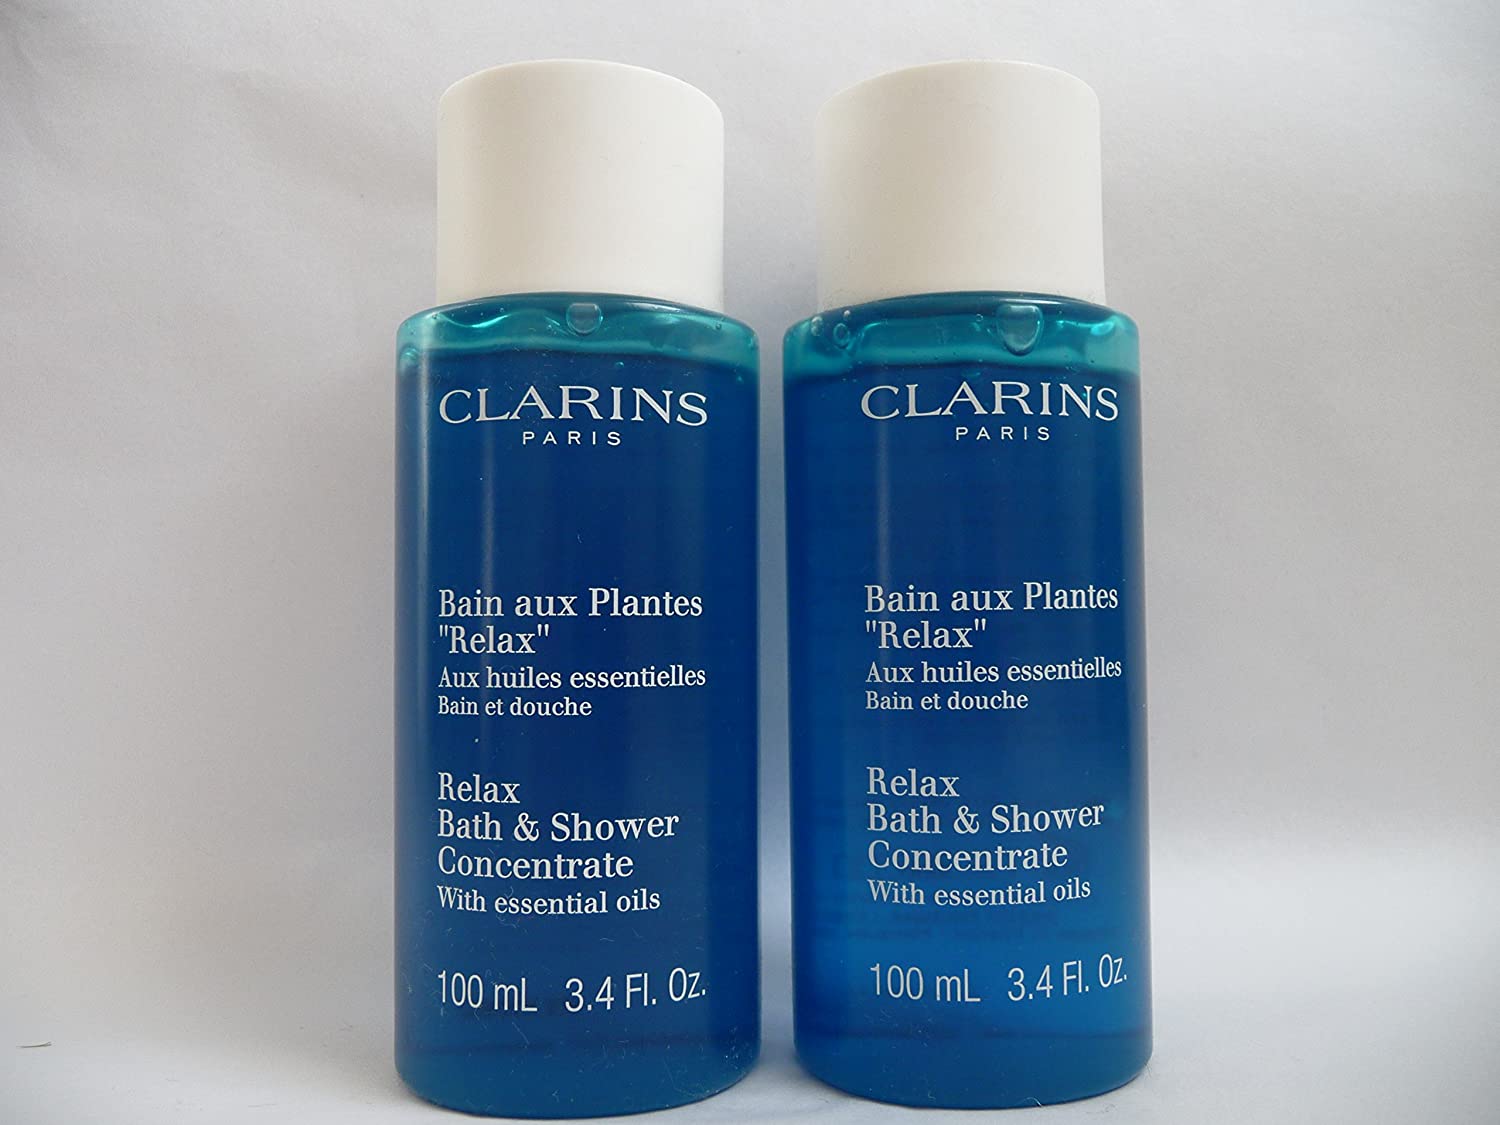 CLARINS
PARIS
Bain aux Plantes
"Relax"
Aux huiles essentielles
Bain et douche
Relax
Bath & Shower
Concentrate
With essential oils
100 mL 3.4 Fl. Oz.
CLARINS
PARIS
Bain aux Plantes
"Relax"
Aux huiles essentielles
Bain et douche
Relax
Bath & Shower
Concentrate
With essential oils
100 mL 3.4 Fl. Oz.